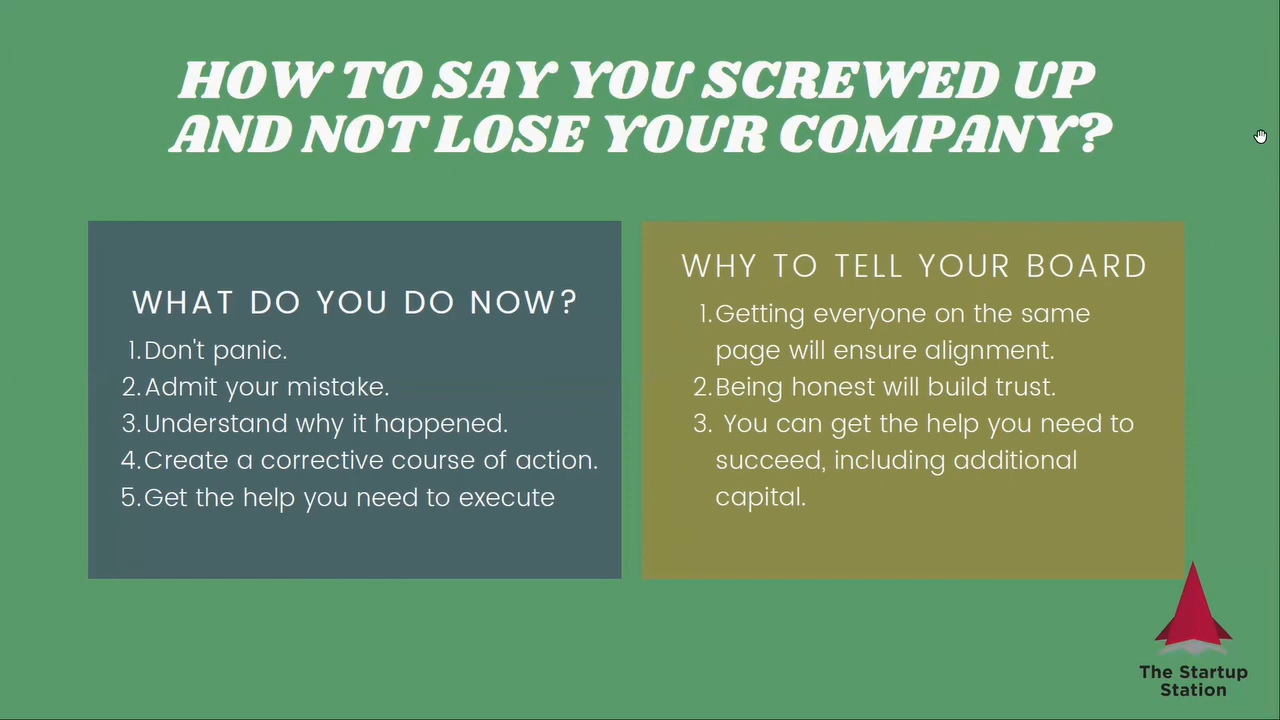 HOW TO SAY YOU SCREWED UP
AND NOT LOSE YOUR COMPANY?
WHAT DO YOU DO NOW?
1. Don't panic.
2. Admit your mistake.
3. Understand why it happened.
4. Create a corrective course of action.
5. Get the help you need to execute
WHY TO TELL YOUR BOARD
1. Getting everyone on the same
page will ensure alignment.
2. Being honest will build trust.
3. You can get the help you need to
succeed, including additional
capital.
The Startup
Station